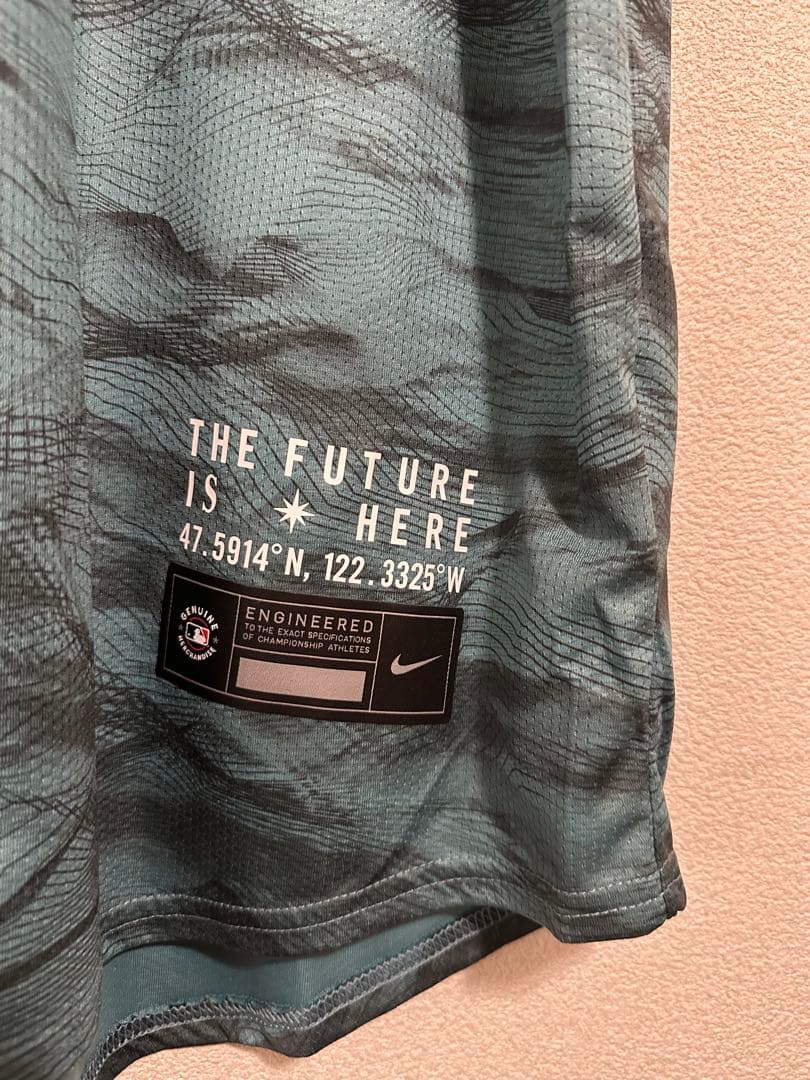 THE FUTURE
IS HERE
47.5914°N, 122.3325°W
GENUINE
MERCHANDISE
ENGINEERED
TO THE EXACT SPECIFICATIONS
OF CHAMPIONSHIP ATHLETES